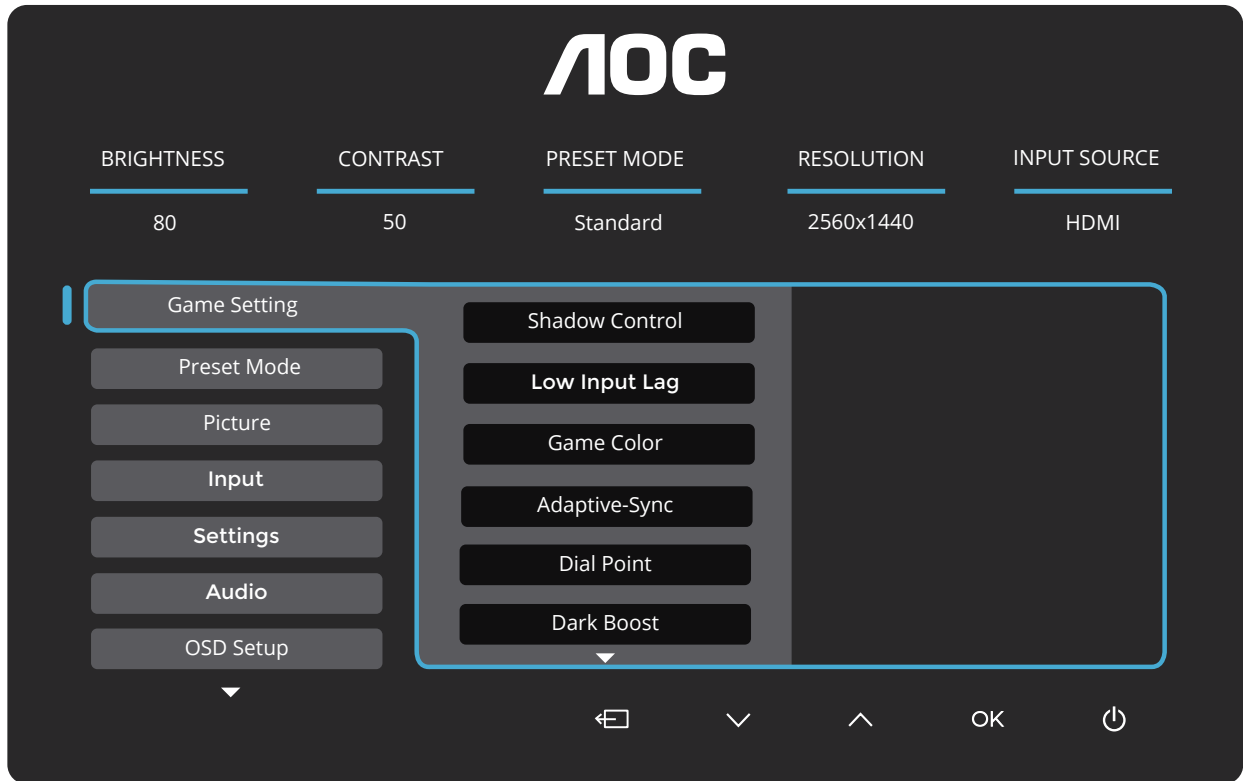 AOC
BRIGHTNESS CONTRAST PRESET MODE RESOLUTION INPUT SOURCE
80 50 Standard 2560x1440 HDMI
Game Setting
Preset Mode
Picture
Input
Settings
Audio
OSD Setup
Shadow Control
Low Input Lag
Game Color
Adaptive-Sync
Dial Point
Dark Boost
OK